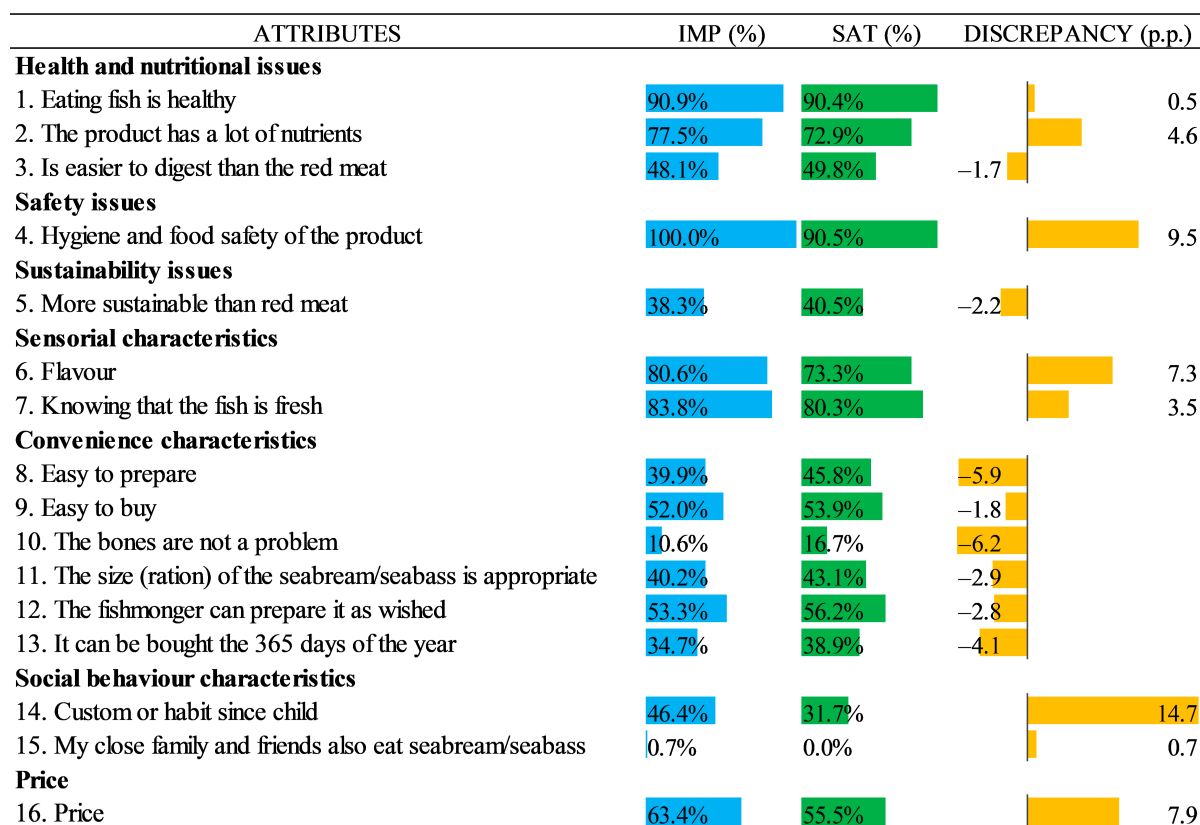 ATTRIBUTES IMP (%) SAT (%) DISCREPANCY (p.p.)
Health and nutritional issues
1. Eating fish is healthy 90.9% 90.4% 0.5
2. The product has a lot of nutrients 77.5% 72.9% 4.6
3. Is easier to digest than the red meat 48.1% 49.8% –1.7
Safety issues
4. Hygiene and food safety of the product 100.0% 90.5% 9.5
Sustainability issues
5. More sustainable than red meat 38.3% 40.5% –2.2
Sensorial characteristics
6. Flavour 80.6% 73.3% 7.3
7. Knowing that the fish is fresh 83.8% 80.3% 3.5
Convenience characteristics
8. Easy to prepare 39.9% 45.8% –5.9
9. Easy to buy 52.0% 53.9% –1.8
10. The bones are not a problem 10.6% 16.7% –6.2
11. The size (ration) of the seabream/seabass is appropriate 40.2% 43.1% –2.9
12. The fishmonger can prepare it as wished 53.3% 56.2% –2.8
13. It can be bought the 365 days of the year 34.7% 38.9% –4.1
Social behaviour characteristics
14. Custom or habit since child 46.4% 31.7% 14.7
15. My close family and friends also eat seabream/seabass 0.7% 0.0% 0.7
Price
16. Price 63.4% 55.5% 7.9